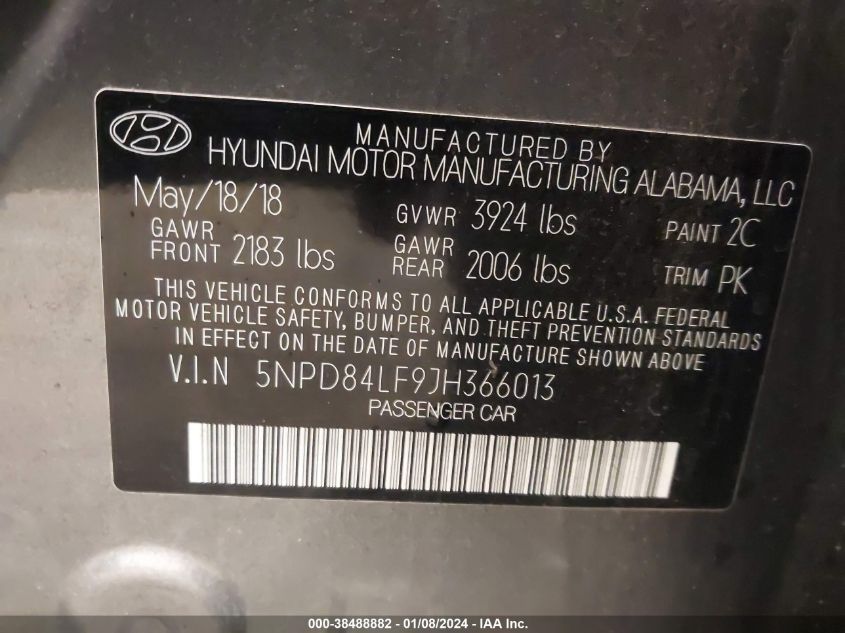 MANUFACTURED BY
HYUNDAI MOTOR MANUFACTURING ALABAMA, LLC
May/18/18 GVWR 3924 lbs PAINT 2C
GAWR FRONT 2183 lbs GAWR REAR 2006 lbs TRIM PK
THIS VEHICLE CONFORMS TO ALL APPLICABLE U.S.A. FEDERAL
MOTOR VEHICLE SAFETY, BUMPER, AND THEFT PREVENTION STANDARDS
IN EFFECT ON THE DATE OF MANUFACTURE SHOWN ABOVE
V.I.N 5NPD84LF9JH366013
PASSENGER CAR
000-38488882 - 01/08/2024 - IAA Inc.